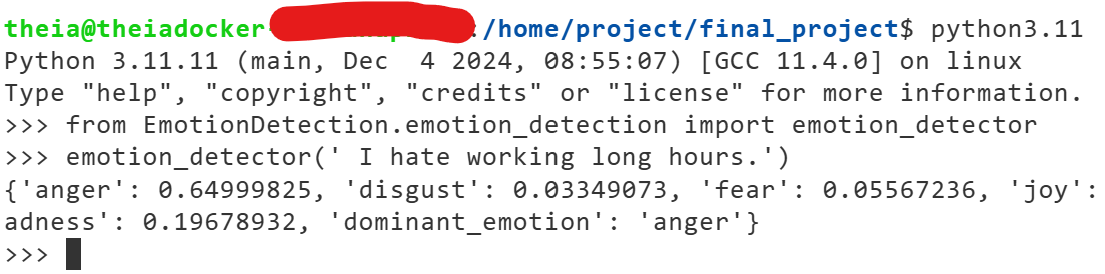 theia@theiadocker-:/home/project/final_project$ python3.11
Python 3.11.11 (main, Dec  4 2024, 08:55:07) [GCC 11.4.0] on linux
Type "help", "copyright", "credits" or "license" for more information.
>>> from EmotionDetection.emotion_detection import emotion_detector
>>> emotion_detector(' I hate working long hours.')
{'anger': 0.64999825, 'disgust': 0.03349073, 'fear': 0.05567236, 'joy':
adness': 0.19678932, 'dominant_emotion': 'anger'}
>>>